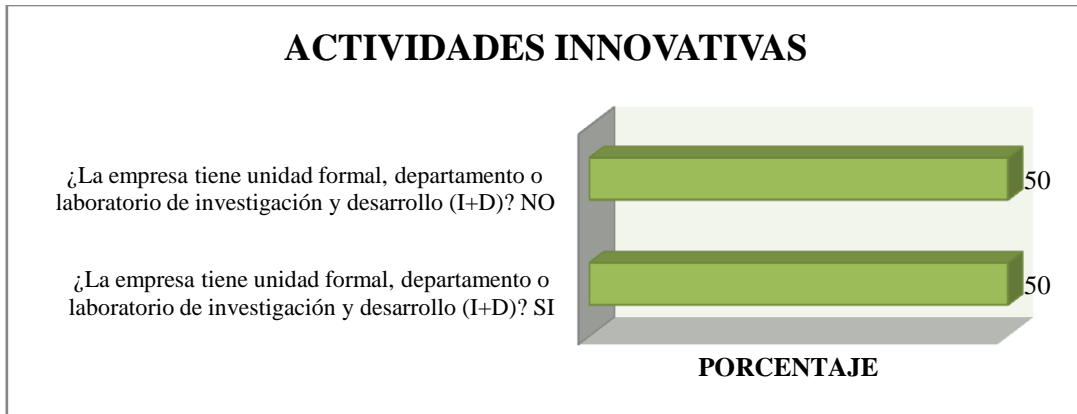 ACTIVIDADES INNOVATIVAS
¿La empresa tiene unidad formal, departamento o
laboratorio de investigación y desarrollo (I+D)? NO
50
¿La empresa tiene unidad formal, departamento o
laboratorio de investigación y desarrollo (I+D)? SI
50
PORCENTAJE